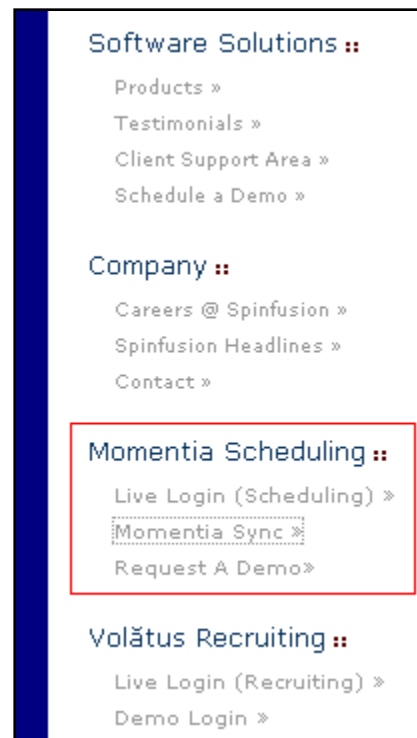 Software Solutions ::
Products »
Testimonials »
Client Support Area »
Schedule a Demo »
Company ::
Careers @ Spinfusion »
Spinfusion Headlines »
Contact »
Momentia Scheduling ::
Live Login (Scheduling) »
Momentia Sync »
Request A Demo»
Volătus Recruiting ::
Live Login (Recruiting) »
Demo Login »